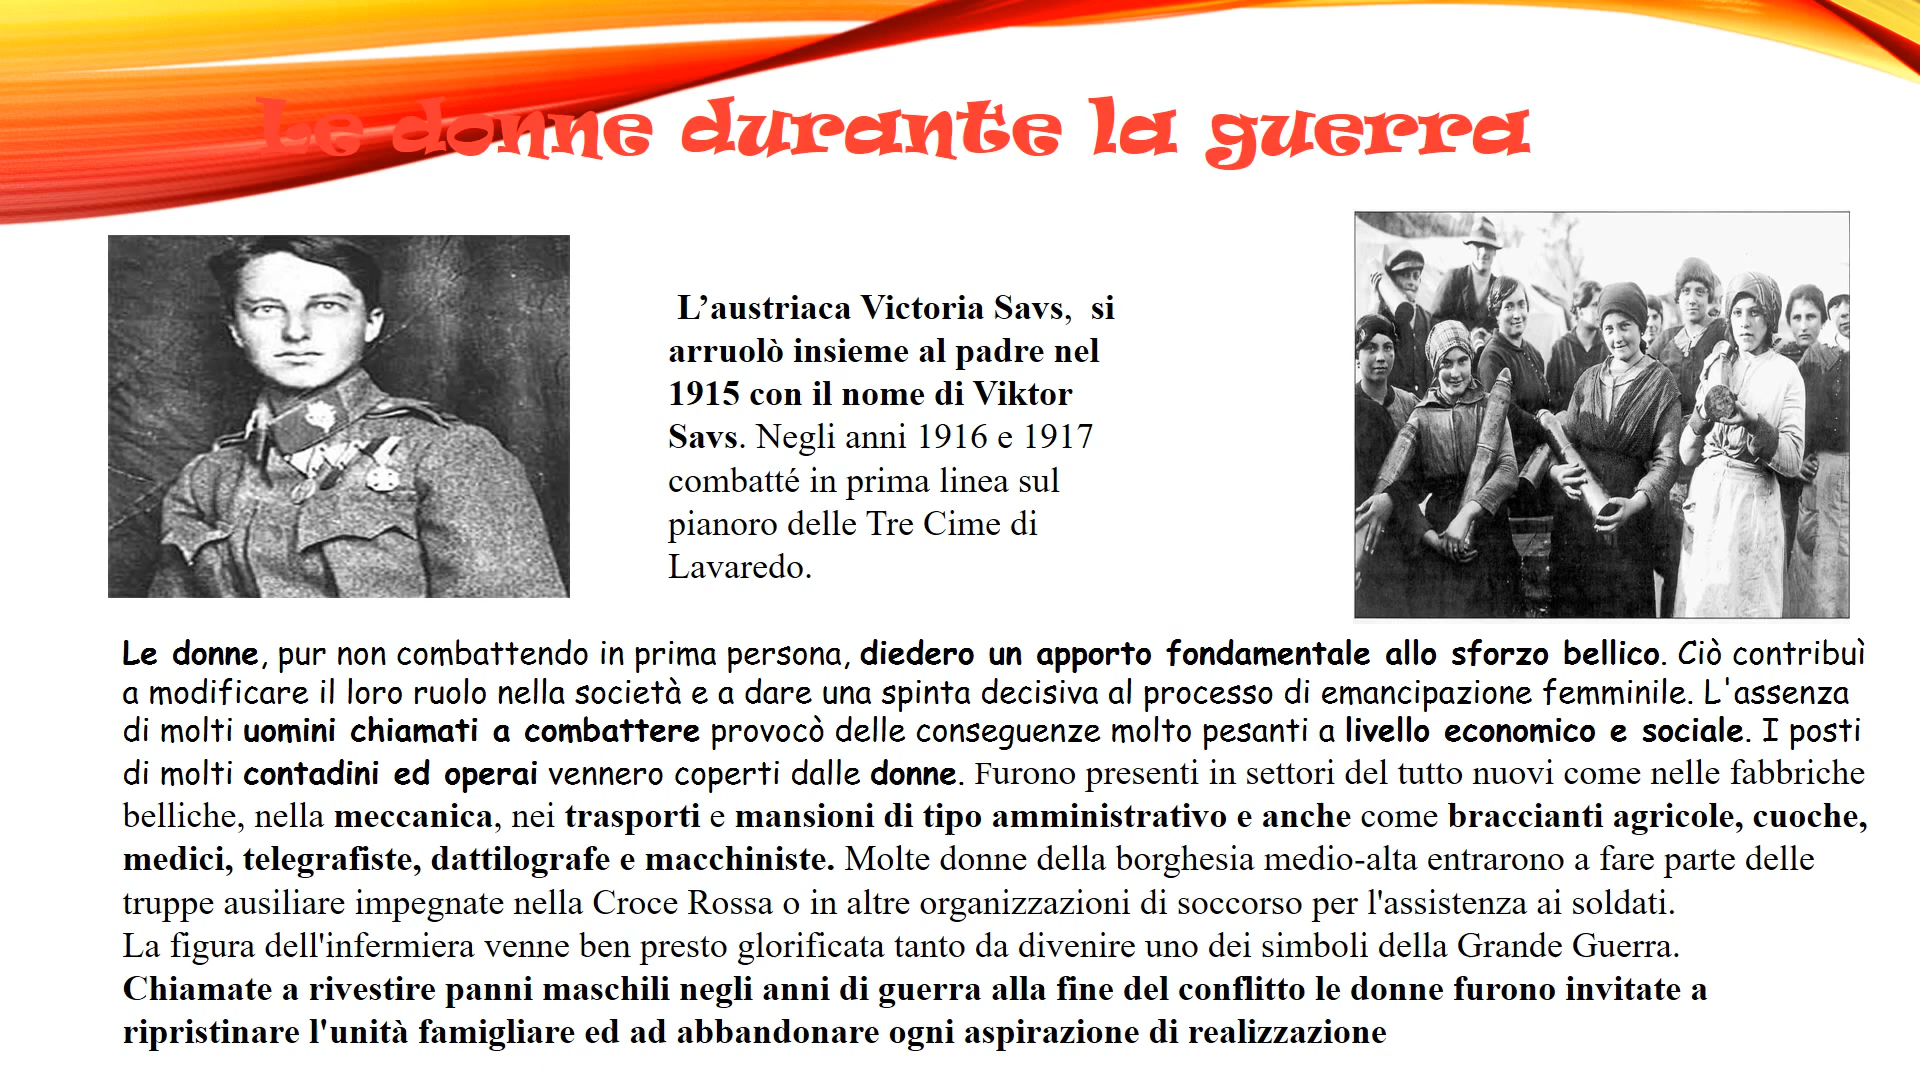 Le donne durante la guerra
L’austriaca Victoria Savs, si
arruolò insieme al padre nel
1915 con il nome di Viktor
Savs. Negli anni 1916 e 1917
combatté in prima linea sul
pianoro delle Tre Cime di
Lavaredo.
Le donne, pur non combattendo in prima persona, diedero un apporto fondamentale allo sforzo bellico. Ciò contribuì
a modificare il loro ruolo nella società e a dare una spinta decisiva al processo di emancipazione femminile. L'assenza
di molti uomini chiamati a combattere provocò delle conseguenze molto pesanti a livello economico e sociale. I posti
di molti contadini ed operai vennero coperti dalle donne. Furono presenti in settori del tutto nuovi come nelle fabbriche
belliche, nella meccanica, nei trasporti e mansioni di tipo amministrativo e anche come braccianti agricole, cuoche,
medici, telegrafiste, dattilografe e macchiniste. Molte donne della borghesia medio-alta entrarono a fare parte delle
truppe ausiliare impegnate nella Croce Rossa o in altre organizzazioni di soccorso per l'assistenza ai soldati.
La figura dell'infermiera venne ben presto glorificata tanto da divenire uno dei simboli della Grande Guerra.
Chiamate a rivestire panni maschili negli anni di guerra alla fine del conflitto le donne furono invitate a
ripristinare l'unità famigliare ed ad abbandonare ogni aspirazione di realizzazione